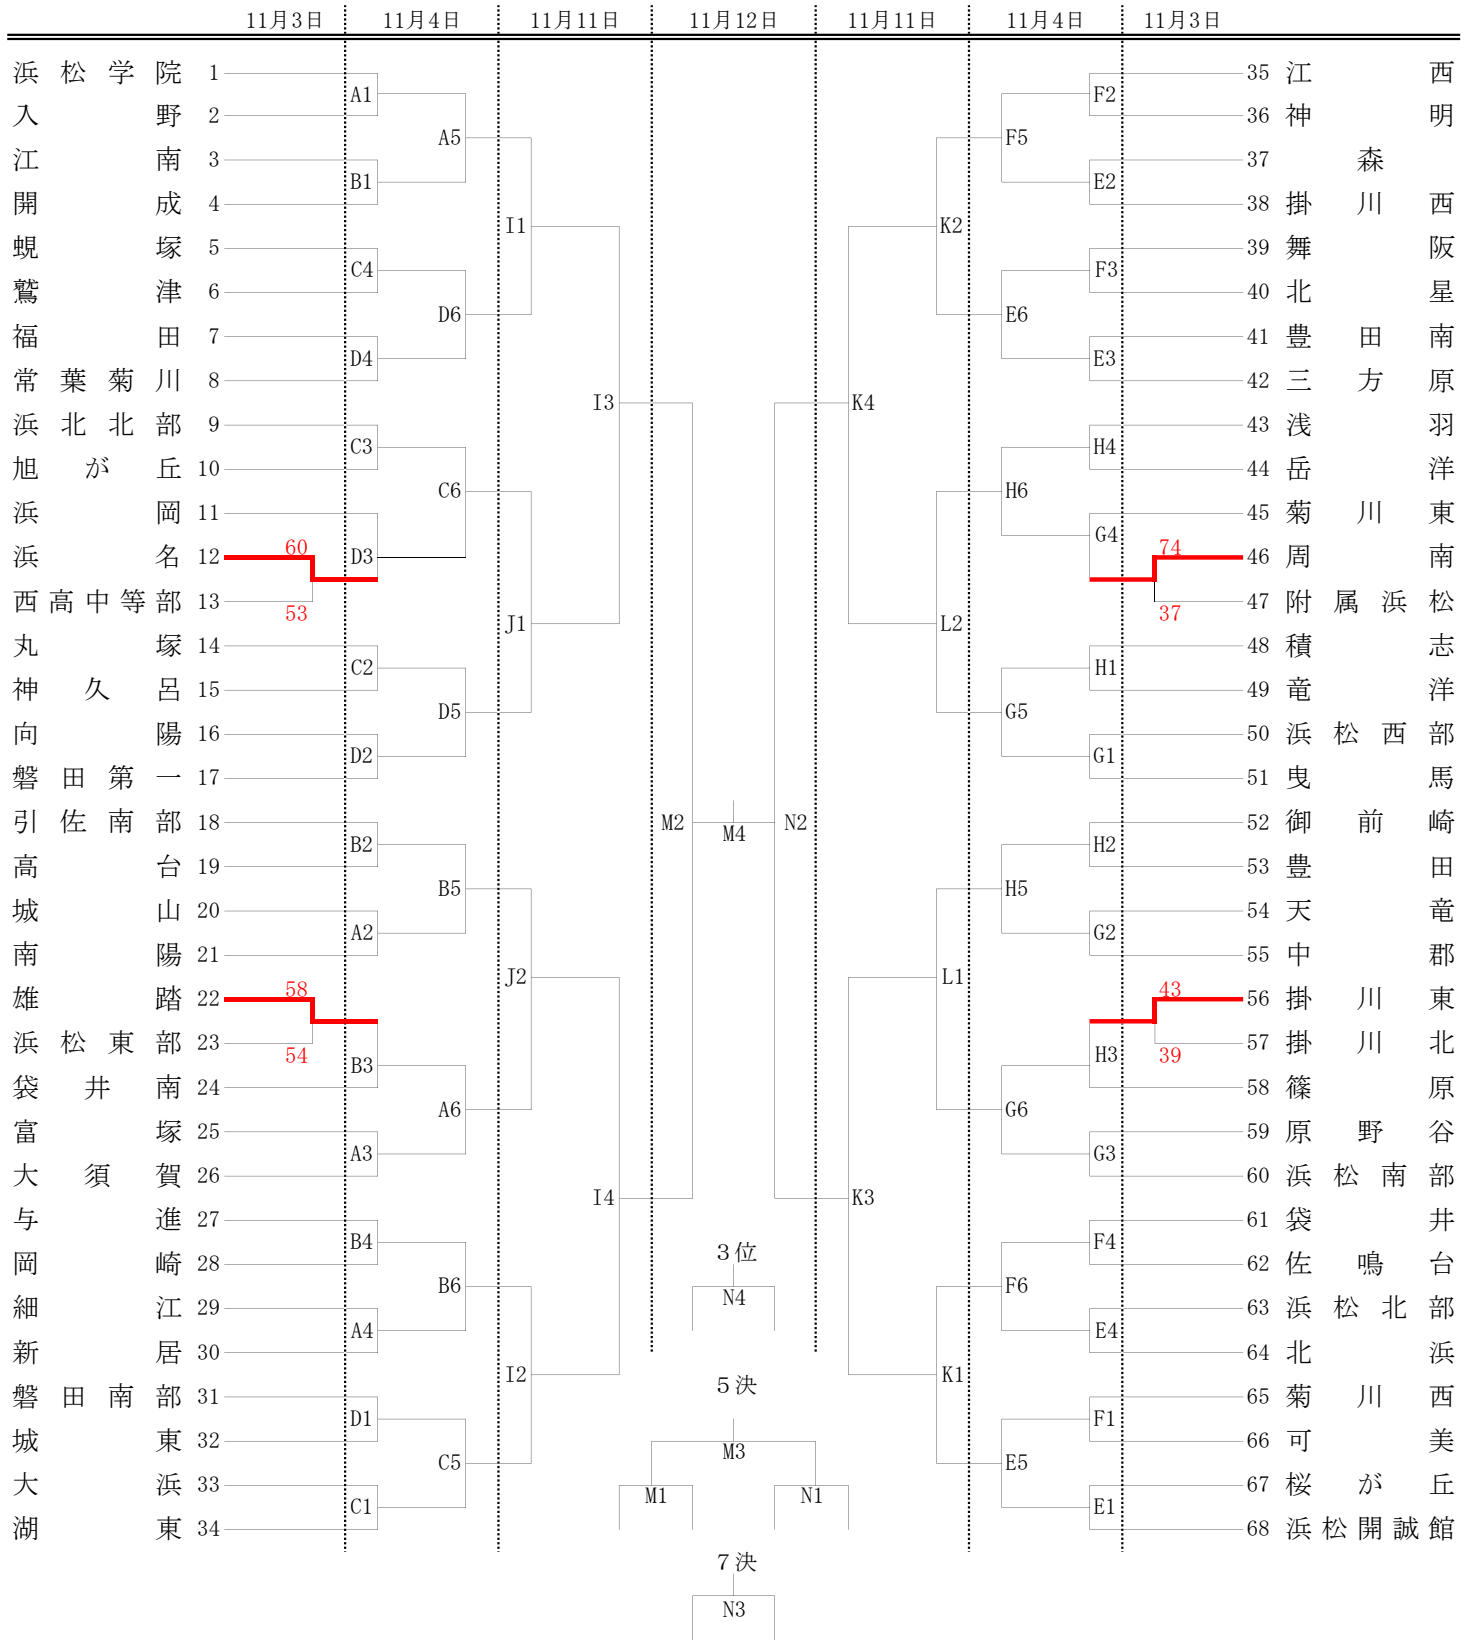 11月3日 11月4日 11月11日 11月12日 11月11日 11月4日 11月3日
浜松学院 1 35 江西
A1 F2
入野 2 36 神明
A5 F5
江南 3 37 森
B1 E2
開成 4 38 掛川西
I1 K2
蜆塚 5 39 舞阪
C4 F3
鷲津 6 40 北星
D6 E6
福田 7 41 豊田南
D4 E3
常葉菊川 8 42 三方原
I3 K4
浜北北部 9 43 浅羽
C3 H4
旭が丘 10 44 岳洋
C6 H6
浜岡 11 45 菊川東
G4
60 74
浜名 12 D3 46 周南
西高中等部 13 47 附属浜松
53 37
J1 L2
丸塚 14 48 積志
C2 H1
神久呂 15 49 竜洋
D5 G5
向陽 16 50 浜松西部
D2 G1
磐田第一 17 51 曳馬
引佐南部 18 M2 M4 N2 52 御前崎
B2 H2
高台 19 53 豊田
B5 H5
城山 20 54 天竜
A2 G2
南陽 21 55 中郡
J2 L1
58 43
雄踏 22 56 掛川東
浜松東部 23 57 掛川北
54 39
B3 H3
袋井南 24 58 篠原
A6 G6
富塚 25 59 原野谷
A3 G3
大須賀 26 60 浜松南部
I4 K3
与進 27 61 袋井
B4 F4
3位
岡崎 28 62 佐鳴台
B6 N4 F6
細江 29 63 浜松北部
A4 E4
新居 30 64 北浜
I2 K1
5決
磐田南部 31 65 菊川西
D1 F1
城東 32 66 可美
M3
C5 E5
大浜 33 67 桜が丘
M1 N1
C1 E1
湖東 34 68 浜松開誠館
7決
N3